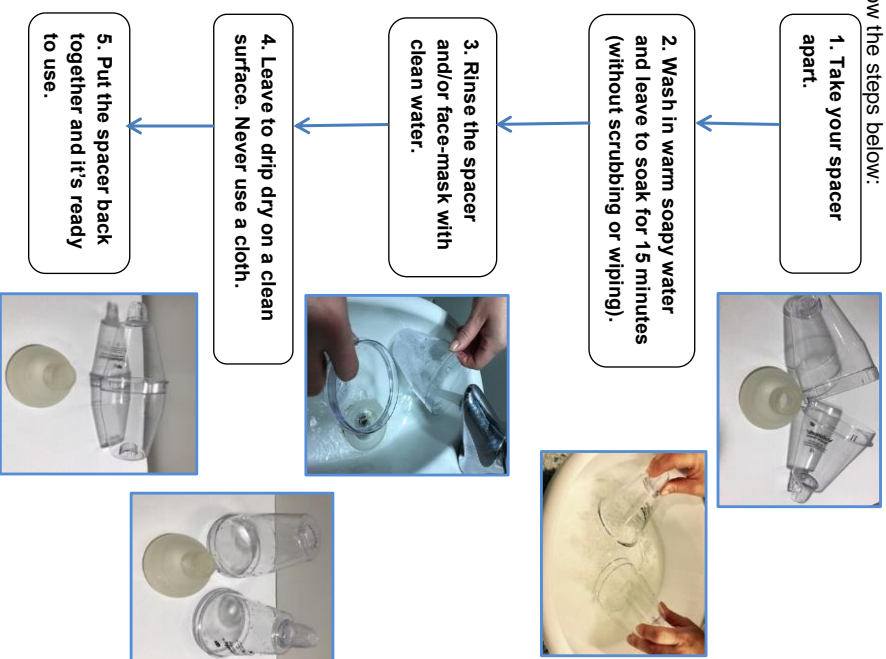 ow the steps below:
1. Take your spacer
apart.
2. Wash in warm soapy water
and leave to soak for 15 minutes
(without scrubbing or wiping).
3. Rinse the spacer
and/or face-mask with
clean water.
4. Leave to drip dry on a clean
surface. Never use a cloth.
5. Put the spacer back
together and it's ready
to use.